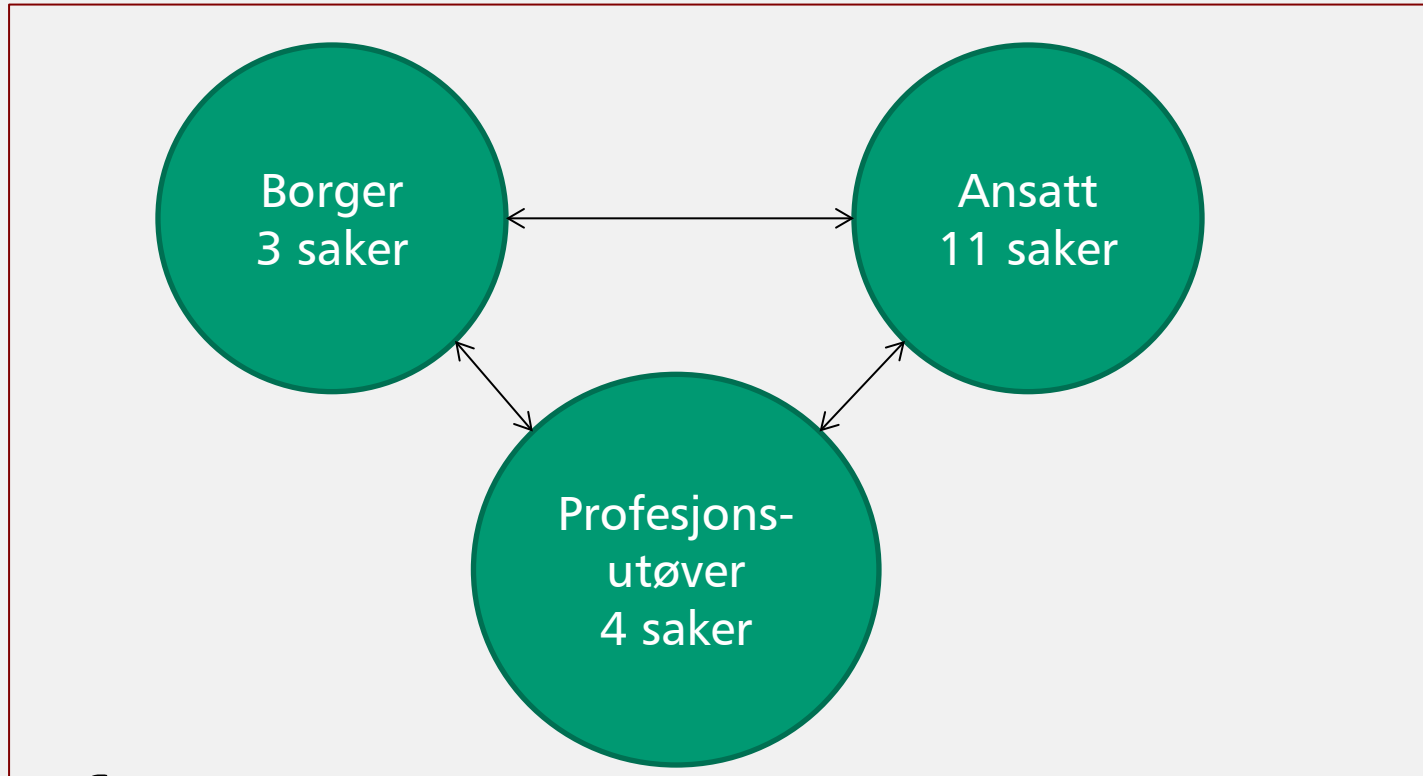 Borger
3 saker
Ansatt
11 saker
Profesjons-
utøver
4 saker